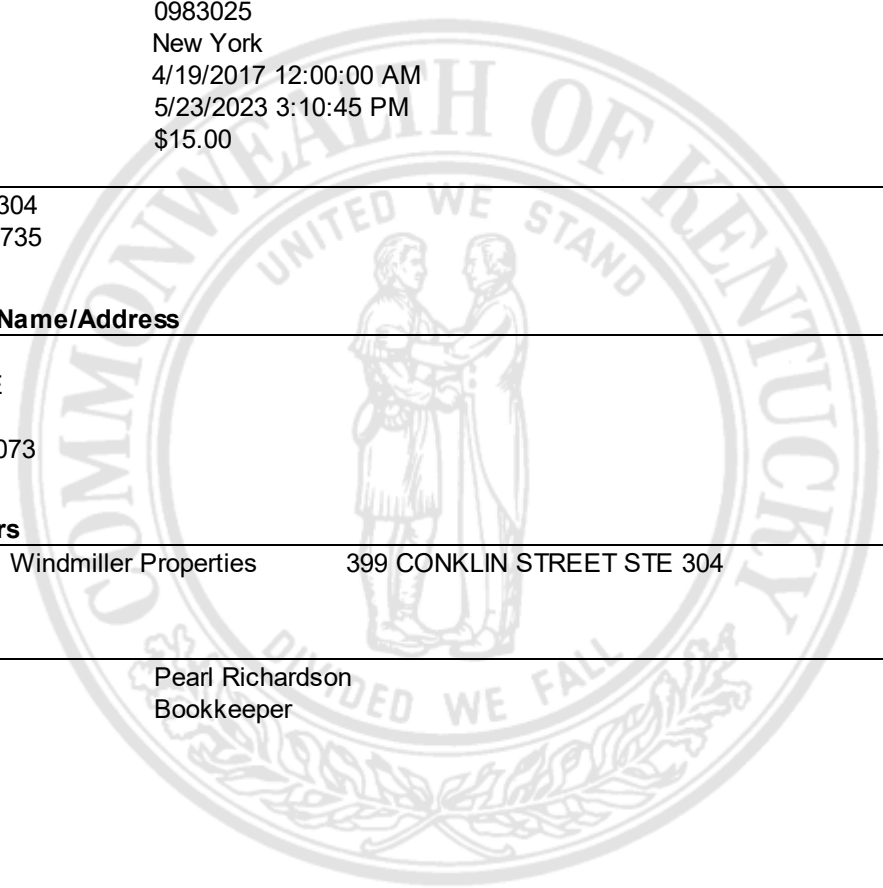 0983025
New York
4/19/2017 12:00:00 AM
5/23/2023 3:10:45 PM
$15.00
304
735
Name/Address
E
073
rs
Windmiller Properties 399 CONKLIN STREET STE 304
Pearl Richardson
Bookkeeper
COMMONWEALTH OF KENTUCKY
UNITED WE STAND
DIVIDED WE FALL